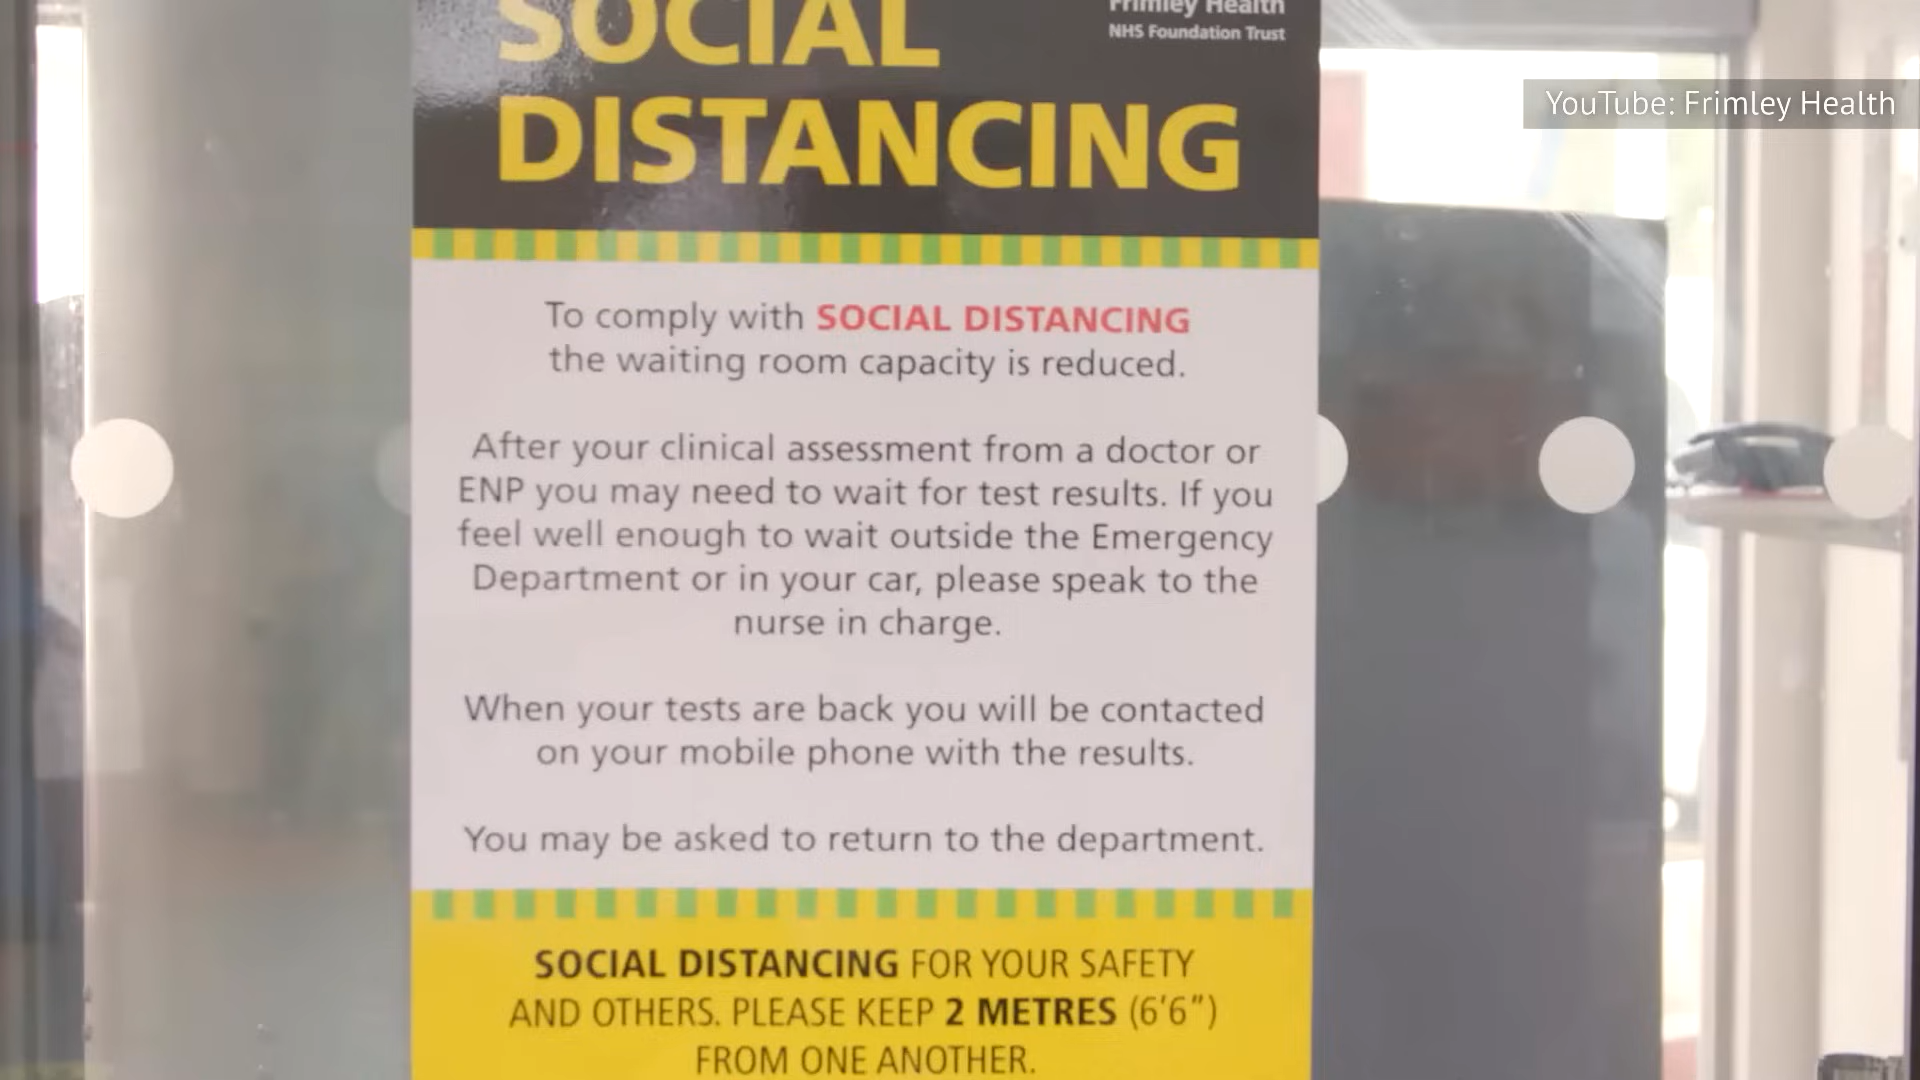 SOCIAL
DISTANCING
Frimley Health
NHS Foundation Trust
YouTube: Frimley Health
To comply with SOCIAL DISTANCING
the waiting room capacity is reduced.
After your clinical assessment from a doctor or
ENP you may need to wait for test results. If you
feel well enough to wait outside the Emergency
Department or in your car, please speak to the
nurse in charge.
When your tests are back you will be contacted
on your mobile phone with the results.
You may be asked to return to the department.
SOCIAL DISTANCING FOR YOUR SAFETY
AND OTHERS. PLEASE KEEP 2 METRES (6'6")
FROM ONE ANOTHER.